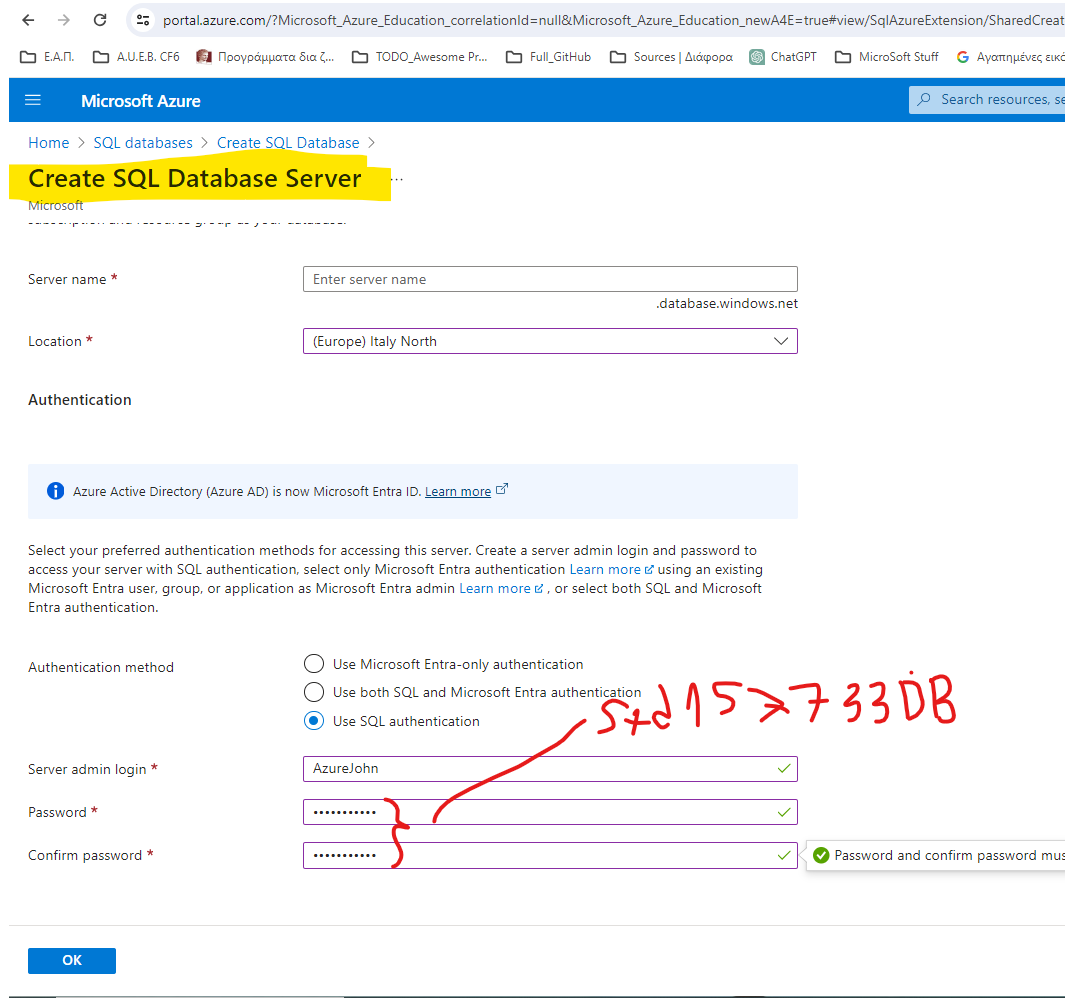 portal.azure.com/?Microsoft_Azure_Education_correlationId=null&Microsoft_Azure_Education_newA4E=true#view/SqlAzureExtension/SharedCreat
Ε.Α.Π. A.U.E.B. CF6 Προγράμματα δια ζ... TODO_Awesome Pr... Full_GitHub Sources | Διάφορα ChatGPT MicroSoft Stuff Αγαπημένες εικό
Microsoft Azure Search resources, se
Home > SQL databases > Create SQL Database >
Create SQL Database Server ...
Microsoft
subscription and resource group as your database.
Server name *
Enter server name
.database.windows.net
Location *
(Europe) Italy North
Authentication
Azure Active Directory (Azure AD) is now Microsoft Entra ID. Learn more
Select your preferred authentication methods for accessing this server. Create a server admin login and password to
access your server with SQL authentication, select only Microsoft Entra authentication Learn more using an existing
Microsoft Entra user, group, or application as Microsoft Entra admin Learn more , or select both SQL and Microsoft
Entra authentication.
Authentication method
Use Microsoft Entra-only authentication
Use both SQL and Microsoft Entra authentication
Use SQL authentication
Std15>733DB
Server admin login *
AzureJohn
Password *
•••••••••••
Confirm password *
•••••••••••
Password and confirm password mus
OK